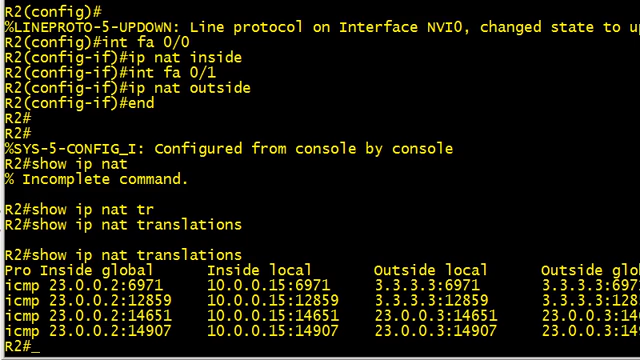 R2(config)#
%LINEPROTO-5-UPDOWN: Line protocol on Interface NVI0, changed state to u
R2(config)#int fa 0/0
R2(config-if)#ip nat inside
R2(config-if)#int fa 0/1
R2(config-if)#ip nat outside
R2(config-if)#end
R2#
R2#
%SYS-5-CONFIG_I: Configured from console by console
R2#show ip nat
% Incomplete command.
R2#show ip nat tr
R2#show ip nat translations
R2#show ip nat translations
Pro Inside global Inside local Outside local Outside glo
icmp 23.0.0.2:6971 10.0.0.15:6971 3.3.3.3:6971 3.3.3.3:697
icmp 23.0.0.2:12859 10.0.0.15:12859 3.3.3.3:12859 3.3.3.3:128
icmp 23.0.0.2:14651 10.0.0.15:14651 23.0.0.3:14651 23.0.0.3:14
icmp 23.0.0.2:14907 10.0.0.15:14907 23.0.0.3:14907 23.0.0.3:14
R2#_